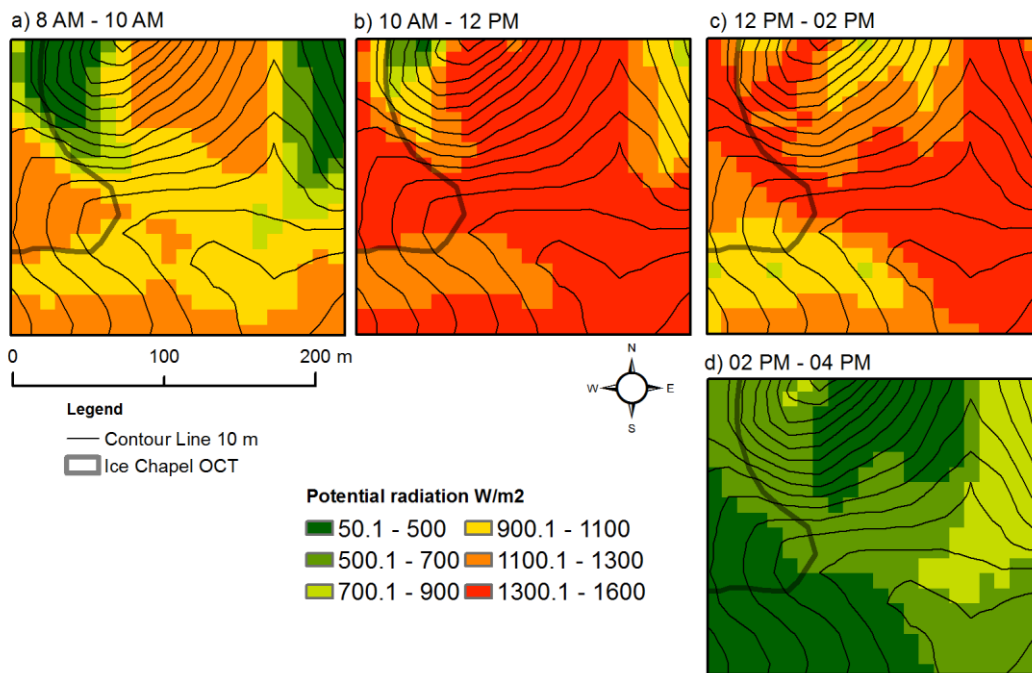 a) 8 AM - 10 AM
b) 10 AM - 12 PM
c) 12 PM - 02 PM
0 100 200 m
N
W E
S
d) 02 PM - 04 PM
Legend
Contour Line 10 m
Ice Chapel OCT
Potential radiation W/m2
50.1 - 500 900.1 - 1100
500.1 - 700 1100.1 - 1300
700.1 - 900 1300.1 - 1600